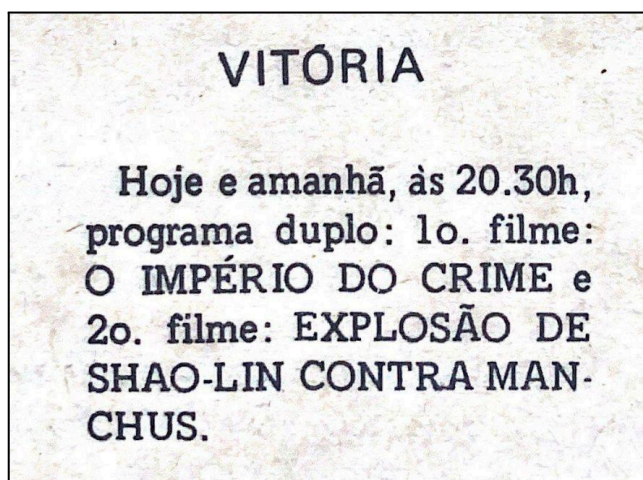 VITÓRIA
Hoje e amanhã, às 20.30h,
programa duplo: 1o. filme:
O IMPÉRIO DO CRIME e
2o. filme: EXPLOSÃO DE
SHAO-LIN CONTRA MAN-
CHUS.